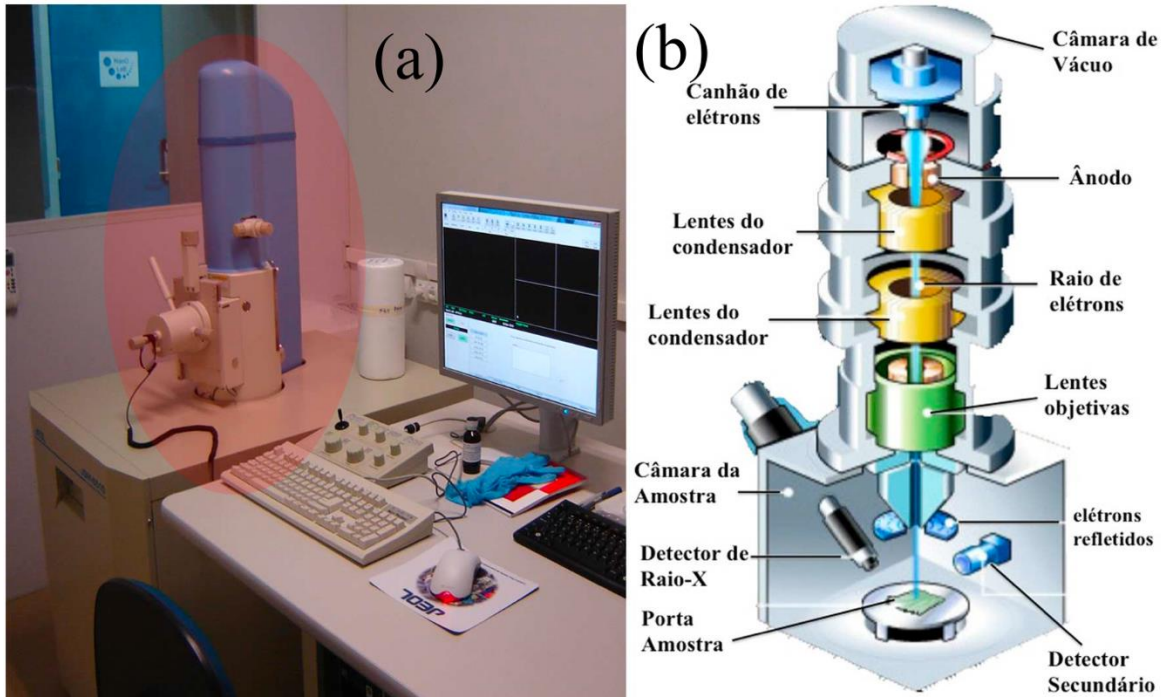 (a)
JEOL
(b)
Câmara de
Vácuo
Canhão de
elétrons
Ânodo
Lentes do
condensador
Raio de
elétrons
Lentes do
condensador
Lentes
objetivas
Câmara da
Amostra
elétrons
refletidos
Detector de
Raio-X
Porta
Amostra
Detector
Secundário